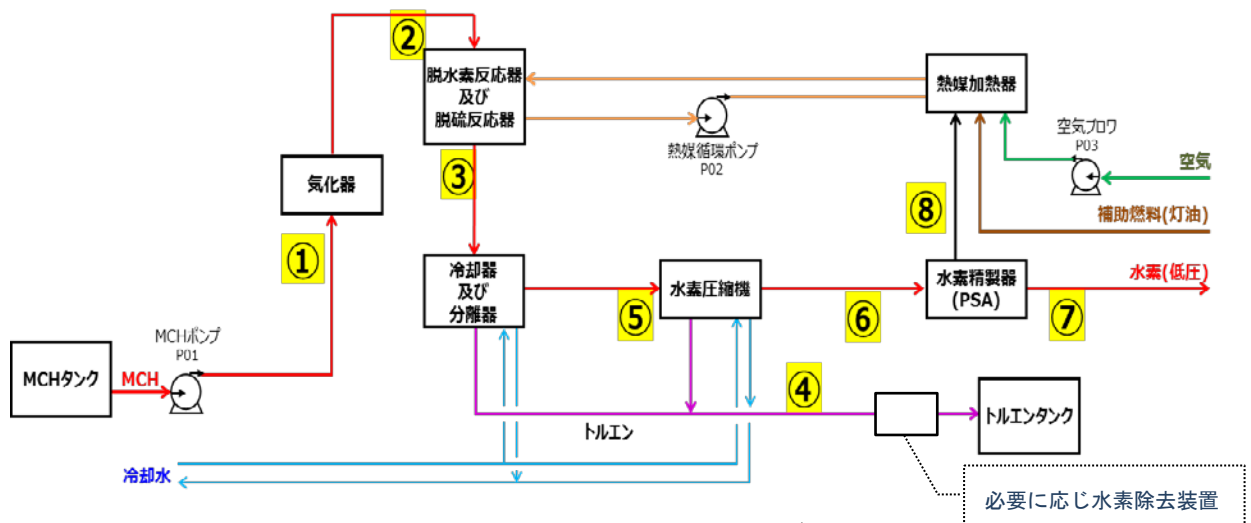 ②
脱水素反応器
及び
脱硫反応器
熱媒加熱器
熱媒循環ポンプ
P02
空気ブロワ
P03
空気
補助燃料(灯油)
気化器
③
①
⑧
冷却器
及び
分離器
⑤
水素圧縮機
⑥
水素精製器
(PSA)
水素(低圧)
⑦
MCHポンプ
P01
MCHタンク
MCH
④
トルエン
トルエンタンク
冷却水
必要に応じ水素除去装置